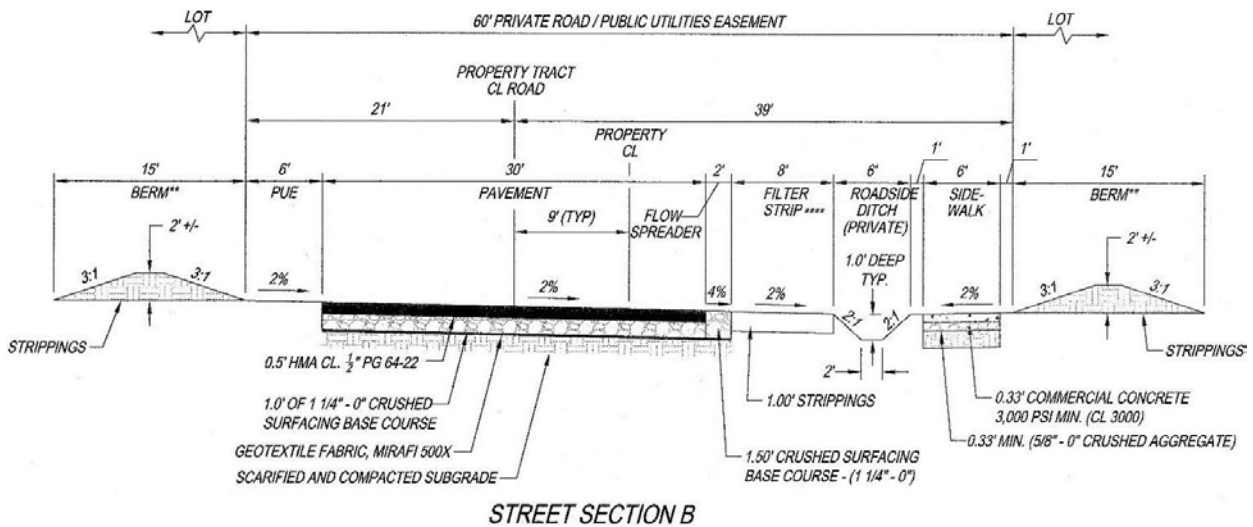 LOT
60' PRIVATE ROAD / PUBLIC UTILITIES EASEMENT
LOT
PROPERTY TRACT
CL ROAD
21'
39'
PROPERTY
CL
15'
6'
30'
2'
8'
6'
1'
6'
1'
15'
BERM**
PUE
PAVEMENT
FILTER
STRIP ****
ROADSIDE
DITCH
(PRIVATE)
SIDE-
WALK
BERM**
9' (TYP)
FLOW
SPREADER
2' +/-
1.0' DEEP
TYP.
2' +/-
3:1
3:1
2%
2%
4%
2%
2:1
2:1
2%
3:1
3:1
STRIPPINGS
0.5' HMA CL. 1/2" PG 64-22
2'
STRIPPINGS*
1.0' OF 1 1/4" - 0" CRUSHED
SURFACING BASE COURSE
1.00' STRIPPINGS
0.33' COMMERCIAL CONCRETE
3,000 PSI MIN. (CL 3000)
0.33' MIN. (5/8" - 0" CRUSHED AGGREGATE)
GEOTEXTILE FABRIC, MIRAFI 500X
1.50' CRUSHED SURFACING
BASE COURSE - (1 1/4" - 0")
SCARIFIED AND COMPACTED SUBGRADE
STREET SECTION B